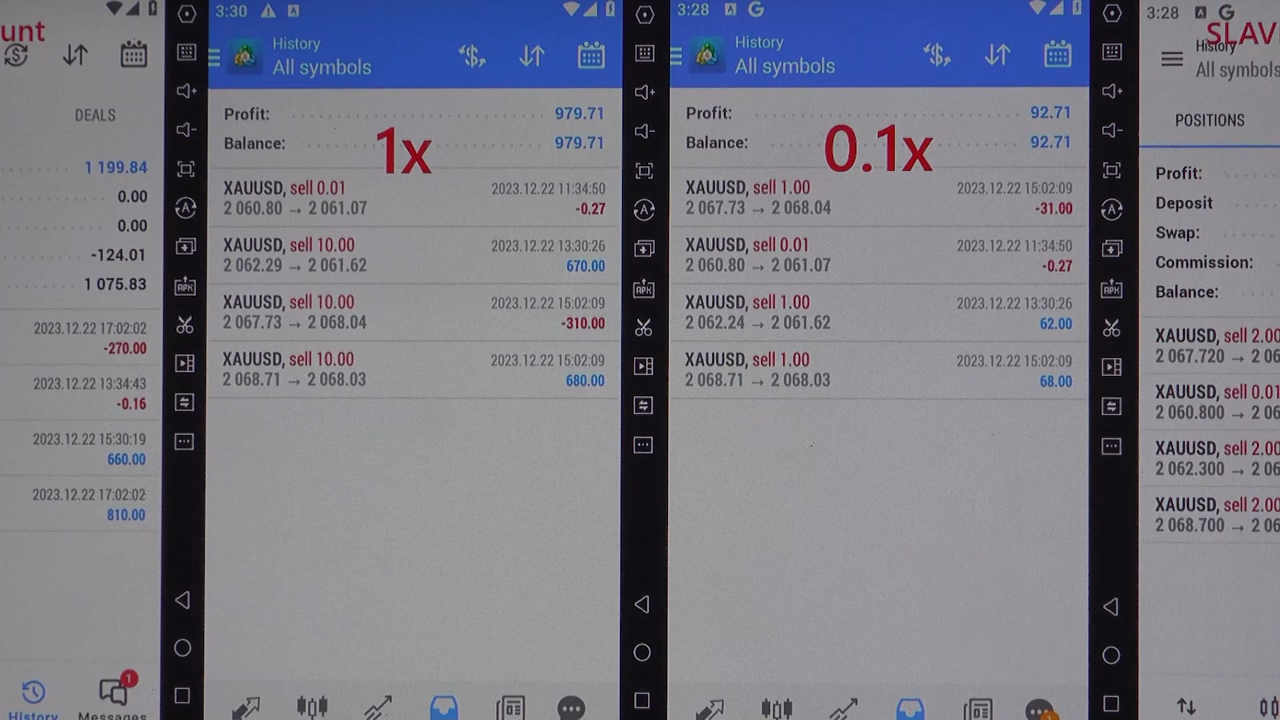 unt
DEALS
1 199.84
0.00
0.00
-124.01
1 075.83
2023.12.22 17:02:02
-270.00
2023.12.22 13:34:43
-0.16
2023.12.22 15:30:19
660.00
2023.12.22 17:02:02
810.00
History
Messages
1
3:30
History
All symbols
Profit: 979.71
Balance: 979.71
1x
XAUUSD, sell 0.01 2023.12.22 11:34:50
2 060.80 → 2 061.07 -0.27
XAUUSD, sell 10.00 2023.12.22 13:30:26
2 062.29 → 2 061.62 670.00
XAUUSD, sell 10.00 2023.12.22 15:02:09
2 067.73 → 2 068.04 -310.00
XAUUSD, sell 10.00 2023.12.22 15:02:09
2 068.71 → 2 068.03 680.00
3:28
History
All symbols
Profit: 92.71
Balance: 92.71
0.1x
XAUUSD, sell 1.00 2023.12.22 15:02:09
2 067.73 → 2 068.04 -31.00
XAUUSD, sell 0.01 2023.12.22 11:34:50
2 060.80 → 2 061.07 -0.27
XAUUSD, sell 1.00 2023.12.22 13:30:26
2 062.24 → 2 061.62 62.00
XAUUSD, sell 1.00 2023.12.22 15:02:09
2 068.71 → 2 068.03 68.00
3:28
SLAV
History
All symbols
POSITIONS
Profit:
Deposit
Swap:
Commission:
Balance:
XAUUSD, sell 2.00
2 067.720 → 2 06
XAUUSD, sell 0.01
2 060.800 → 2 06
XAUUSD, sell 2.00
2 062.300 → 2 06
XAUUSD, sell 2.00
2 068.700 → 2 06